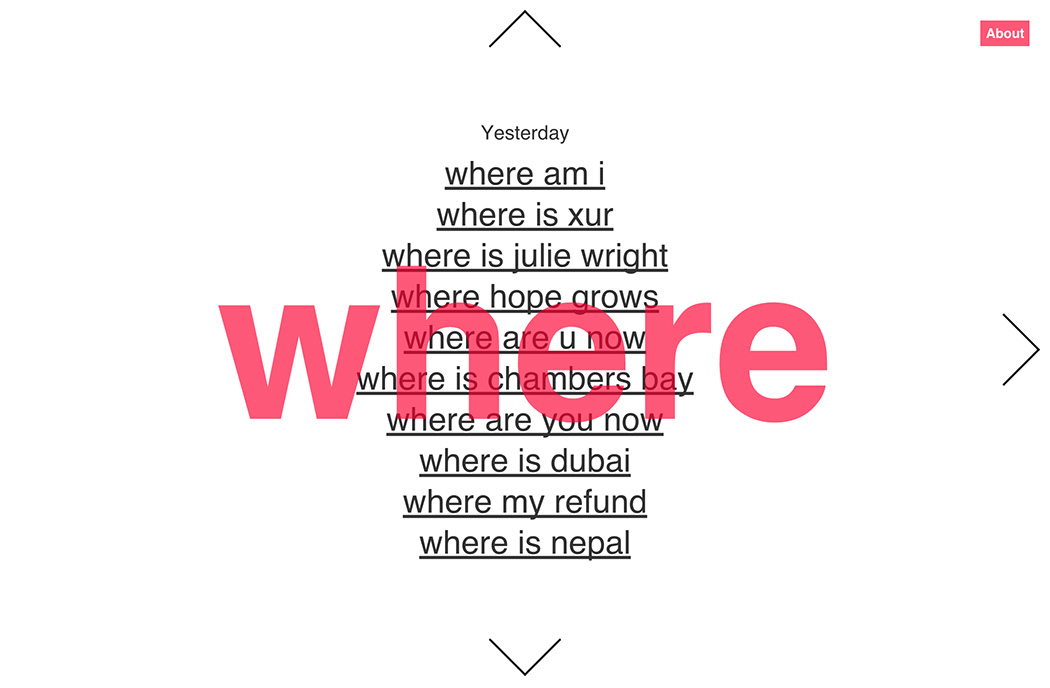 About
Yesterday
where am i
where is xur
where is julie wright
where hope grows
where are u now
where is chambers bay
where are you now
where is dubai
where my refund
where is nepal
where